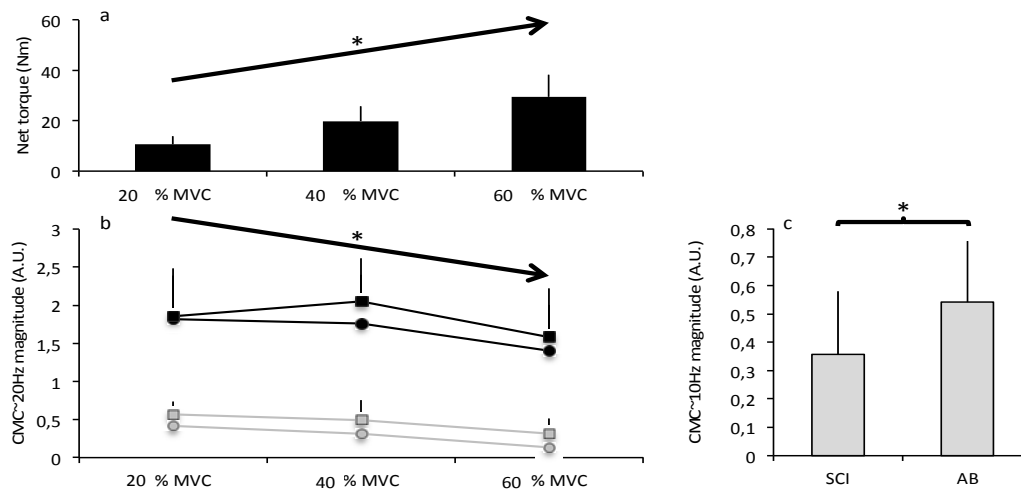 a
Net torque (Nm)
60
40
20
0
*
20 % MVC
40 % MVC
60 % MVC
b
CMC~20Hz magnitude (A.U.)
3
2,5
2
1,5
1
0,5
0
*
20 % MVC
40 % MVC
60 % MVC
c
CMC~10Hz magnitude (A.U.)
0,8
0,7
0,6
0,5
0,4
0,3
0,2
0,1
0
*
SCI
AB